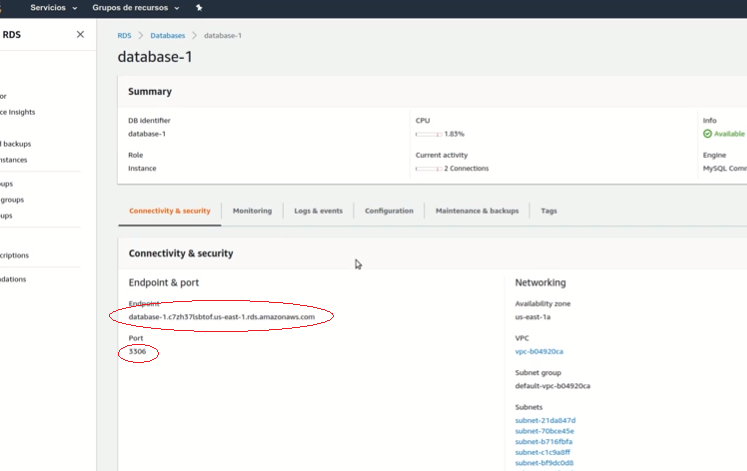 Servicios Grupos de recursos
RDS
or
ce Insights
l backups
nstances
ups
groups
ups
criptions
dations
RDS > Databases > database-1
database-1
Summary
DB identifier
database-1
CPU
1.83%
Info
Available
Role
Instance
Current activity
2 Connections
Engine
MySQL Comm
Connectivity & security Monitoring Logs & events Configuration Maintenance & backups Tags
Connectivity & security
Endpoint & port
Endpoint
database-1.c7zh37lsbtof.us-east-1.rds.amazonaws.com
Port
3306
Networking
Availability zone
us-east-1a
VPC
vpc-b04920ca
Subnet group
default-vpc-b04920ca
Subnets
subnet-21da847d
subnet-70bce45e
subnet-b716fbfa
subnet-c1c9a8ff
subnet-bf9dc0d8